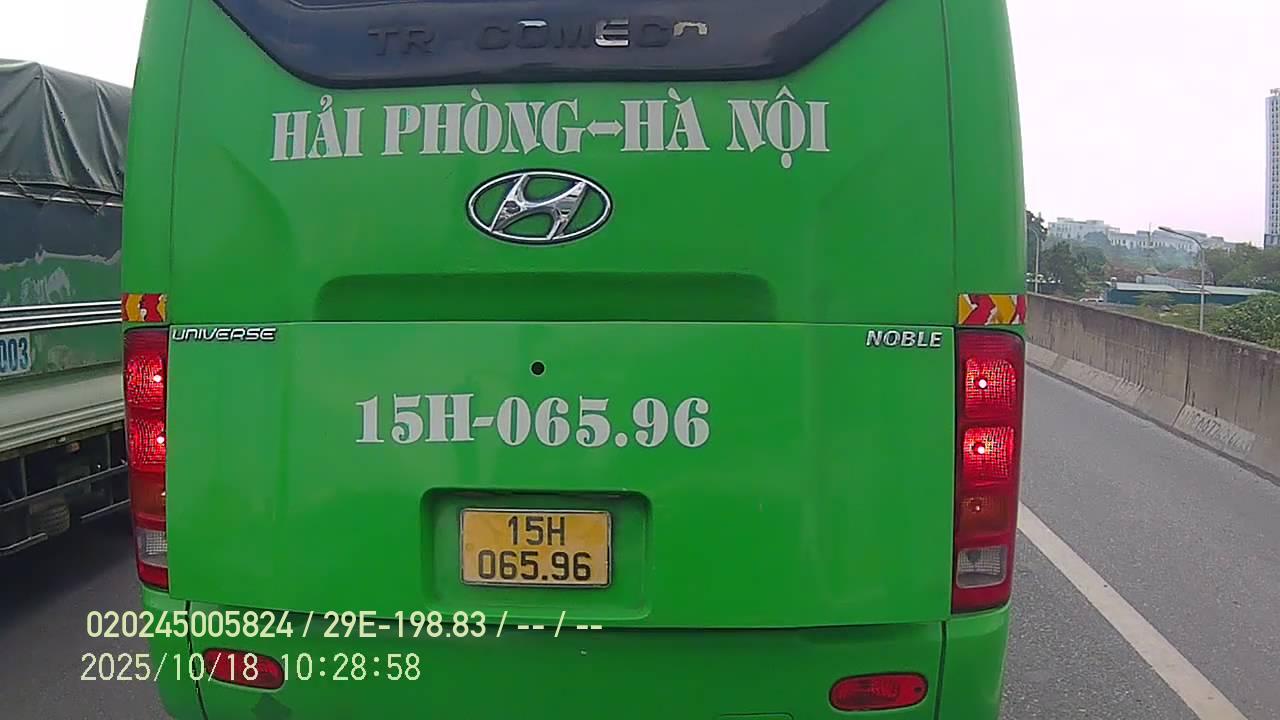 HẢI PHÒNG↔HÀ NỘI
UNIVERSE
NOBLE
003
15H-065.96
15H
065.96
020245005824 / 29E-198.83 / -- / --
2025/10/18 10:28:58